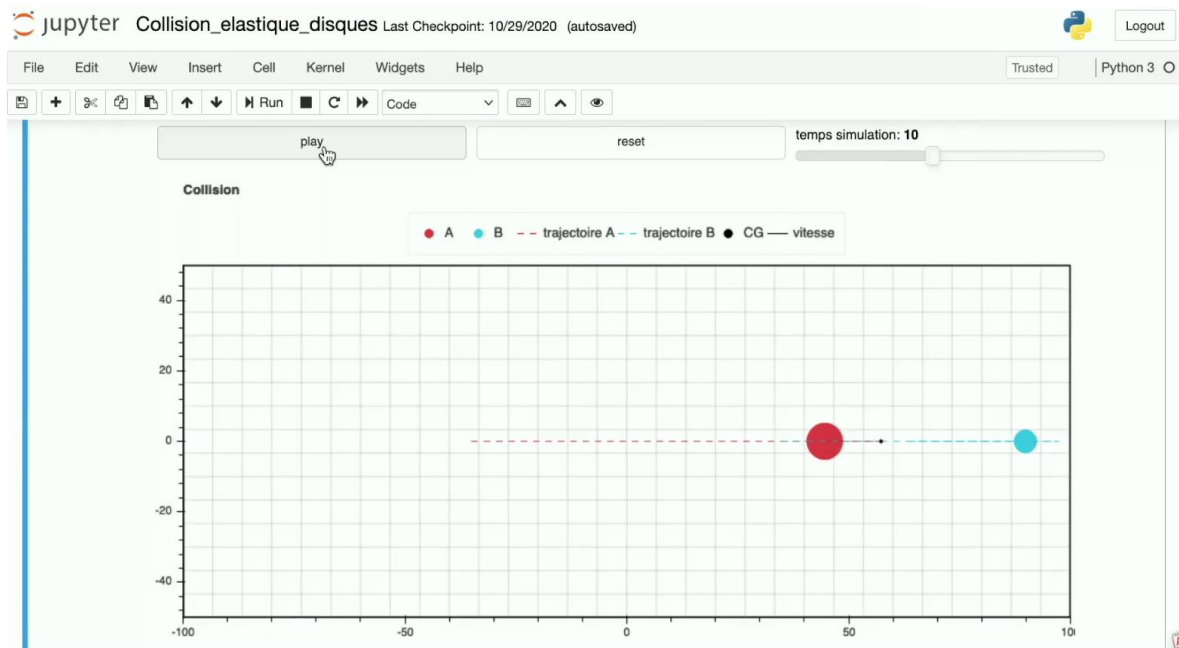 jupyter Collision_elastique_disques Last Checkpoint: 10/29/2020 (autosaved) Logout
File Edit View Insert Cell Kernel Widgets Help Trusted Python 3
Run Code
play reset temps simulation: 10
Collision
A B trajectoire A trajectoire B CG vitesse
40
20
0
-20
-40
-100 -50 0 50 10